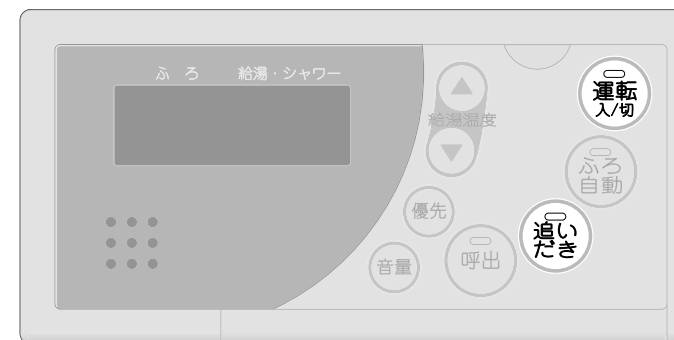 ふろ 給湯・シャワー
運転
入/切
給湯温度
ふろ
自動
優先
追い
だき
音量
呼出